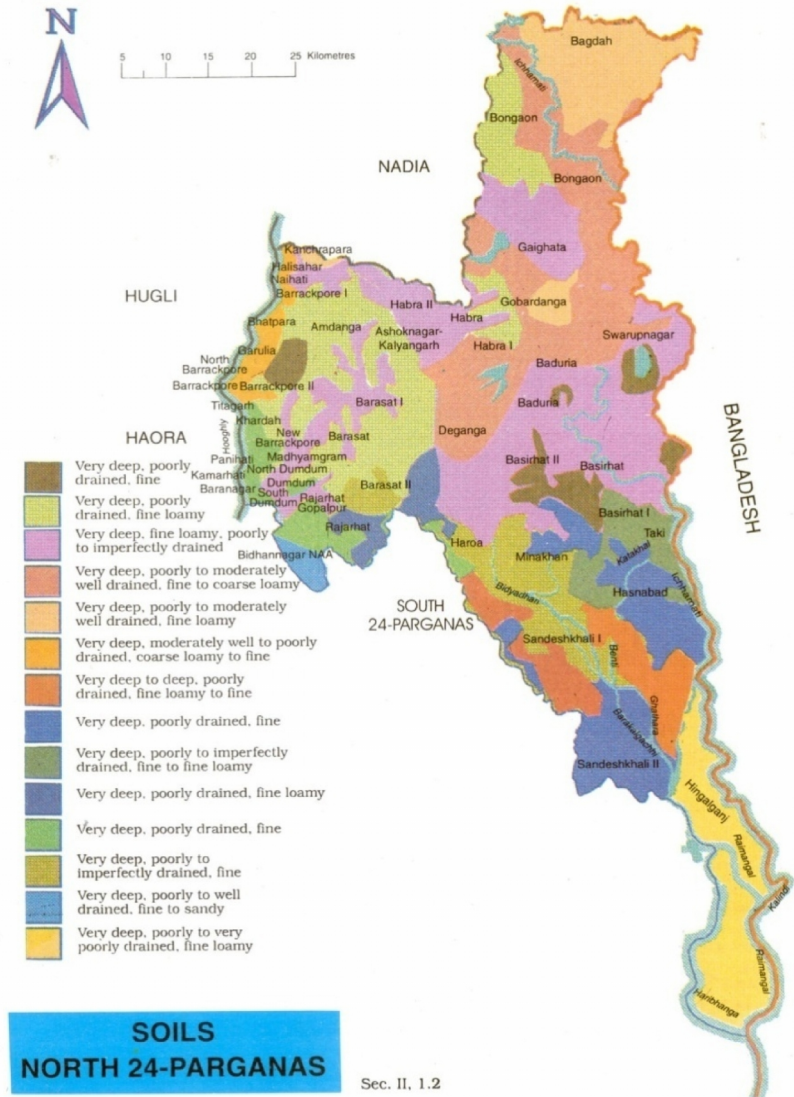 N
5 10 15 20 25 Kilometres
Bagdah
Ichhamati
Bongaon
NADIA
Bongaon
Gaighata
Kanchrapara
Halisahar
Naihati
HUGLI
Barrackpore I
Habra II
Gobardanga
Habra
Bhatpara
Amdanga
Ashoknagar-
Kalyangarh
Swarupnagar
Garulia
Habra I
North
Barrackpore
Baduria
Barrackpore
Barrackpore II
Titagarh
Barasat I
Baduria
Khardah
Hooghly
HAORA
New
Barrackpore
Barasat
Deganga
BANGLADESH
Panihati
Madhyamgram
Basirhat II
Basirhat
Kamarhati
North Dumdum
Baranagar
Dumdum
Barasat II
South
Dumdum
Rajarhat
Gopalpur
Basirhat I
Rajarhat
Taki
Haroa
Bidhannagar NAA
Minakhan
Katakhal
Ichhamati
Hasnabad
Bidyadhari
SOUTH
24-PARGANAS
Sandeshkhali I
Benti
Ghathara
Barakalgachhi
Sandeshkhali II
Hingalganj
Raimangal
Kalindi
Raimangal
Haribhanga
Very deep, poorly
drained, fine
Very deep, poorly
drained, fine loamy
Very deep, fine loamy, poorly
to imperfectly drained
Very deep, poorly to moderately
well drained, fine to coarse loamy
Very deep, poorly to moderately
well drained, fine loamy
Very deep, moderately well to poorly
drained, coarse loamy to fine
Very deep to deep, poorly
drained, fine loamy to fine
Very deep, poorly drained, fine
Very deep, poorly to imperfectly
drained, fine to fine loamy
Very deep, poorly drained, fine loamy
Very deep, poorly drained, fine
Very deep, poorly to
imperfectly drained, fine
Very deep, poorly to well
drained, fine to sandy
Very deep, poorly to very
poorly drained, fine loamy
SOILS
NORTH 24-PARGANAS
Sec. II, 1.2